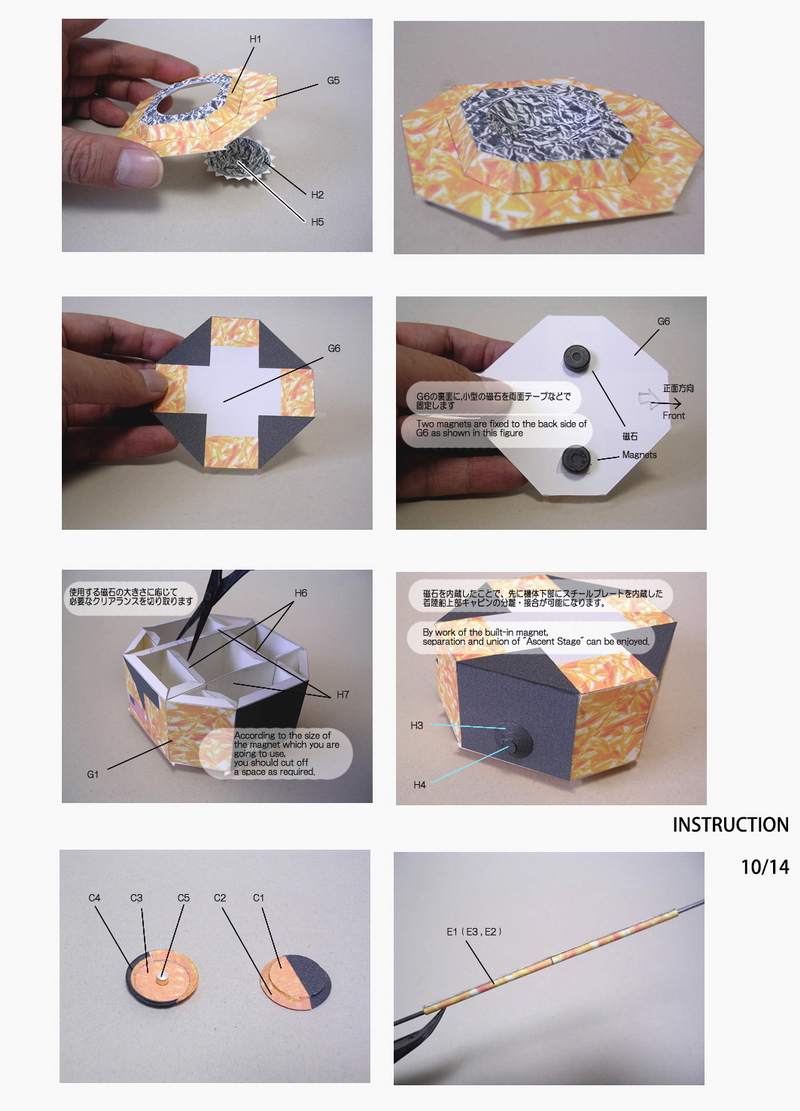 H1
G5
H2
H5
G6
G6
G6の裏面に,小型の磁石を両面テープなどで
固定します
Two magnets are fixed to the back side of
G6 as shown in this figure
正面方向
Front
磁石
Magnets
使用する磁石の大きさに応じて
必要なクリアランスを切り取ります
H6
H7
G1
According to the size of
the magnet which you are
going to use,
you should cut off
a space as required.
磁石を内蔵したことで、先に機体下部にスチールプレートを内蔵した
着陸船上部キャビンの分離・接合が可能になります。
By work of the built-in magnet,
separation and union of "Ascent Stage" can be enjoyed.
H3
H4
INSTRUCTION
10/14
C4
C3
C5
C2
C1
E1 ( E3 , E2 )